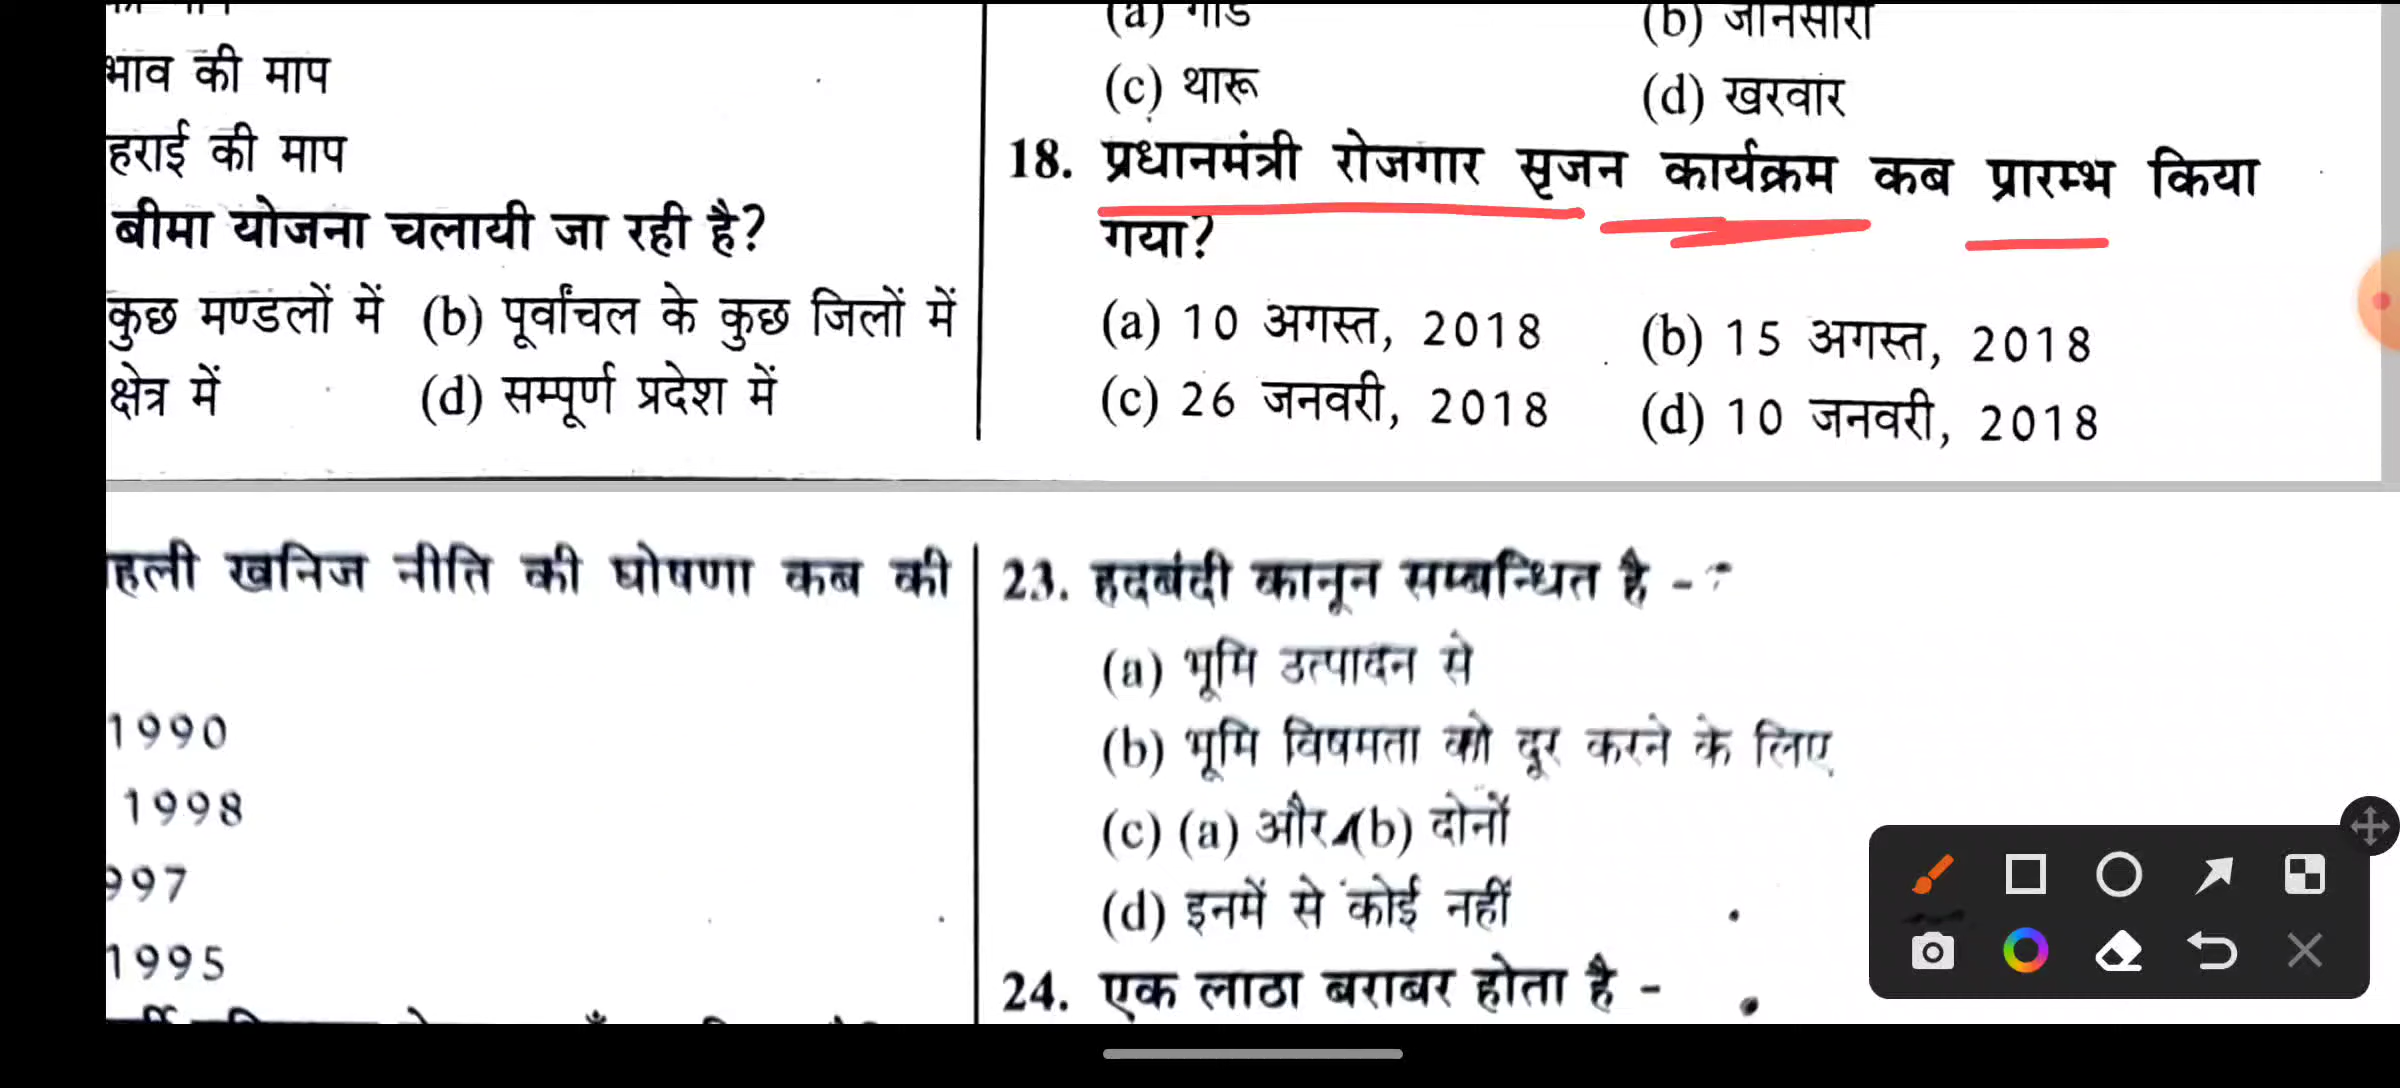 भाव की माप
हराई की माप
बीमा योजना चलायी जा रही है?
कुछ मण्डलों में (b) पूर्वांचल के कुछ जिलों में
क्षेत्र में (d) सम्पूर्ण प्रदेश में
(b) जौनसारी
(c) थारू (d) खरवार
18. प्रधानमंत्री रोजगार सृजन कार्यक्रम कब प्रारम्भ किया
गया?
(a) 10 अगस्त, 2018 (b) 15 अगस्त, 2018
(c) 26 जनवरी, 2018 (d) 10 जनवरी, 2018
हली खनिज नीति की घोषणा कब की
1990
1998
997
1995
23. हदबंदी कानून सम्बन्धित है -
(a) भूमि उत्पादन से
(b) भूमि विषमता को दूर करने के लिए
(c) (a) और (b) दोनों
(d) इनमें से कोई नहीं
24. एक लाठा बराबर होता है -